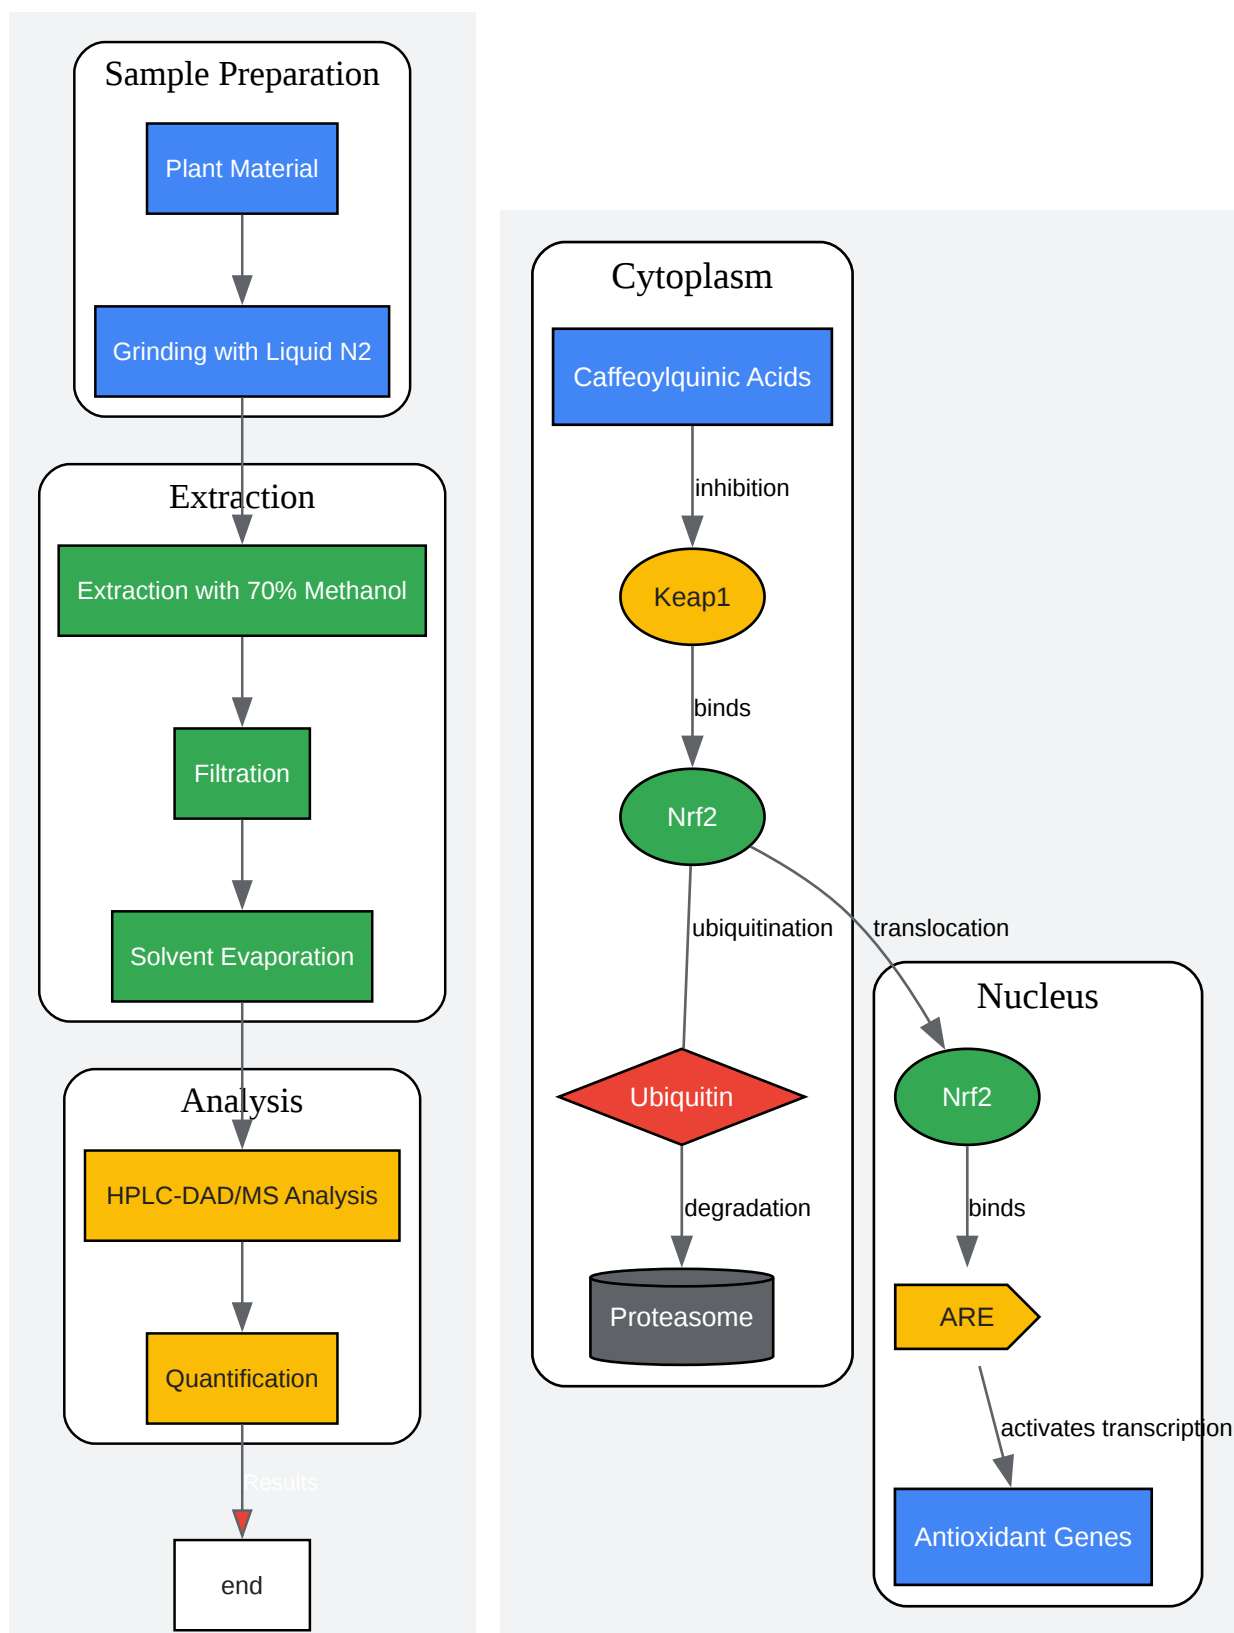 Sample Preparation
Plant Material
Grinding with Liquid N2
Extraction
Extraction with 70% Methanol
Filtration
Solvent Evaporation
Analysis
HPLC-DAD/MS Analysis
Quantification
Results
end
Cytoplasm
Caffeoylquinic Acids
inhibition
Keap1
binds
Nrf2
ubiquitination
translocation
Ubiquitin
degradation
Proteasome
Nucleus
Nrf2
binds
ARE
activates transcription
Antioxidant Genes